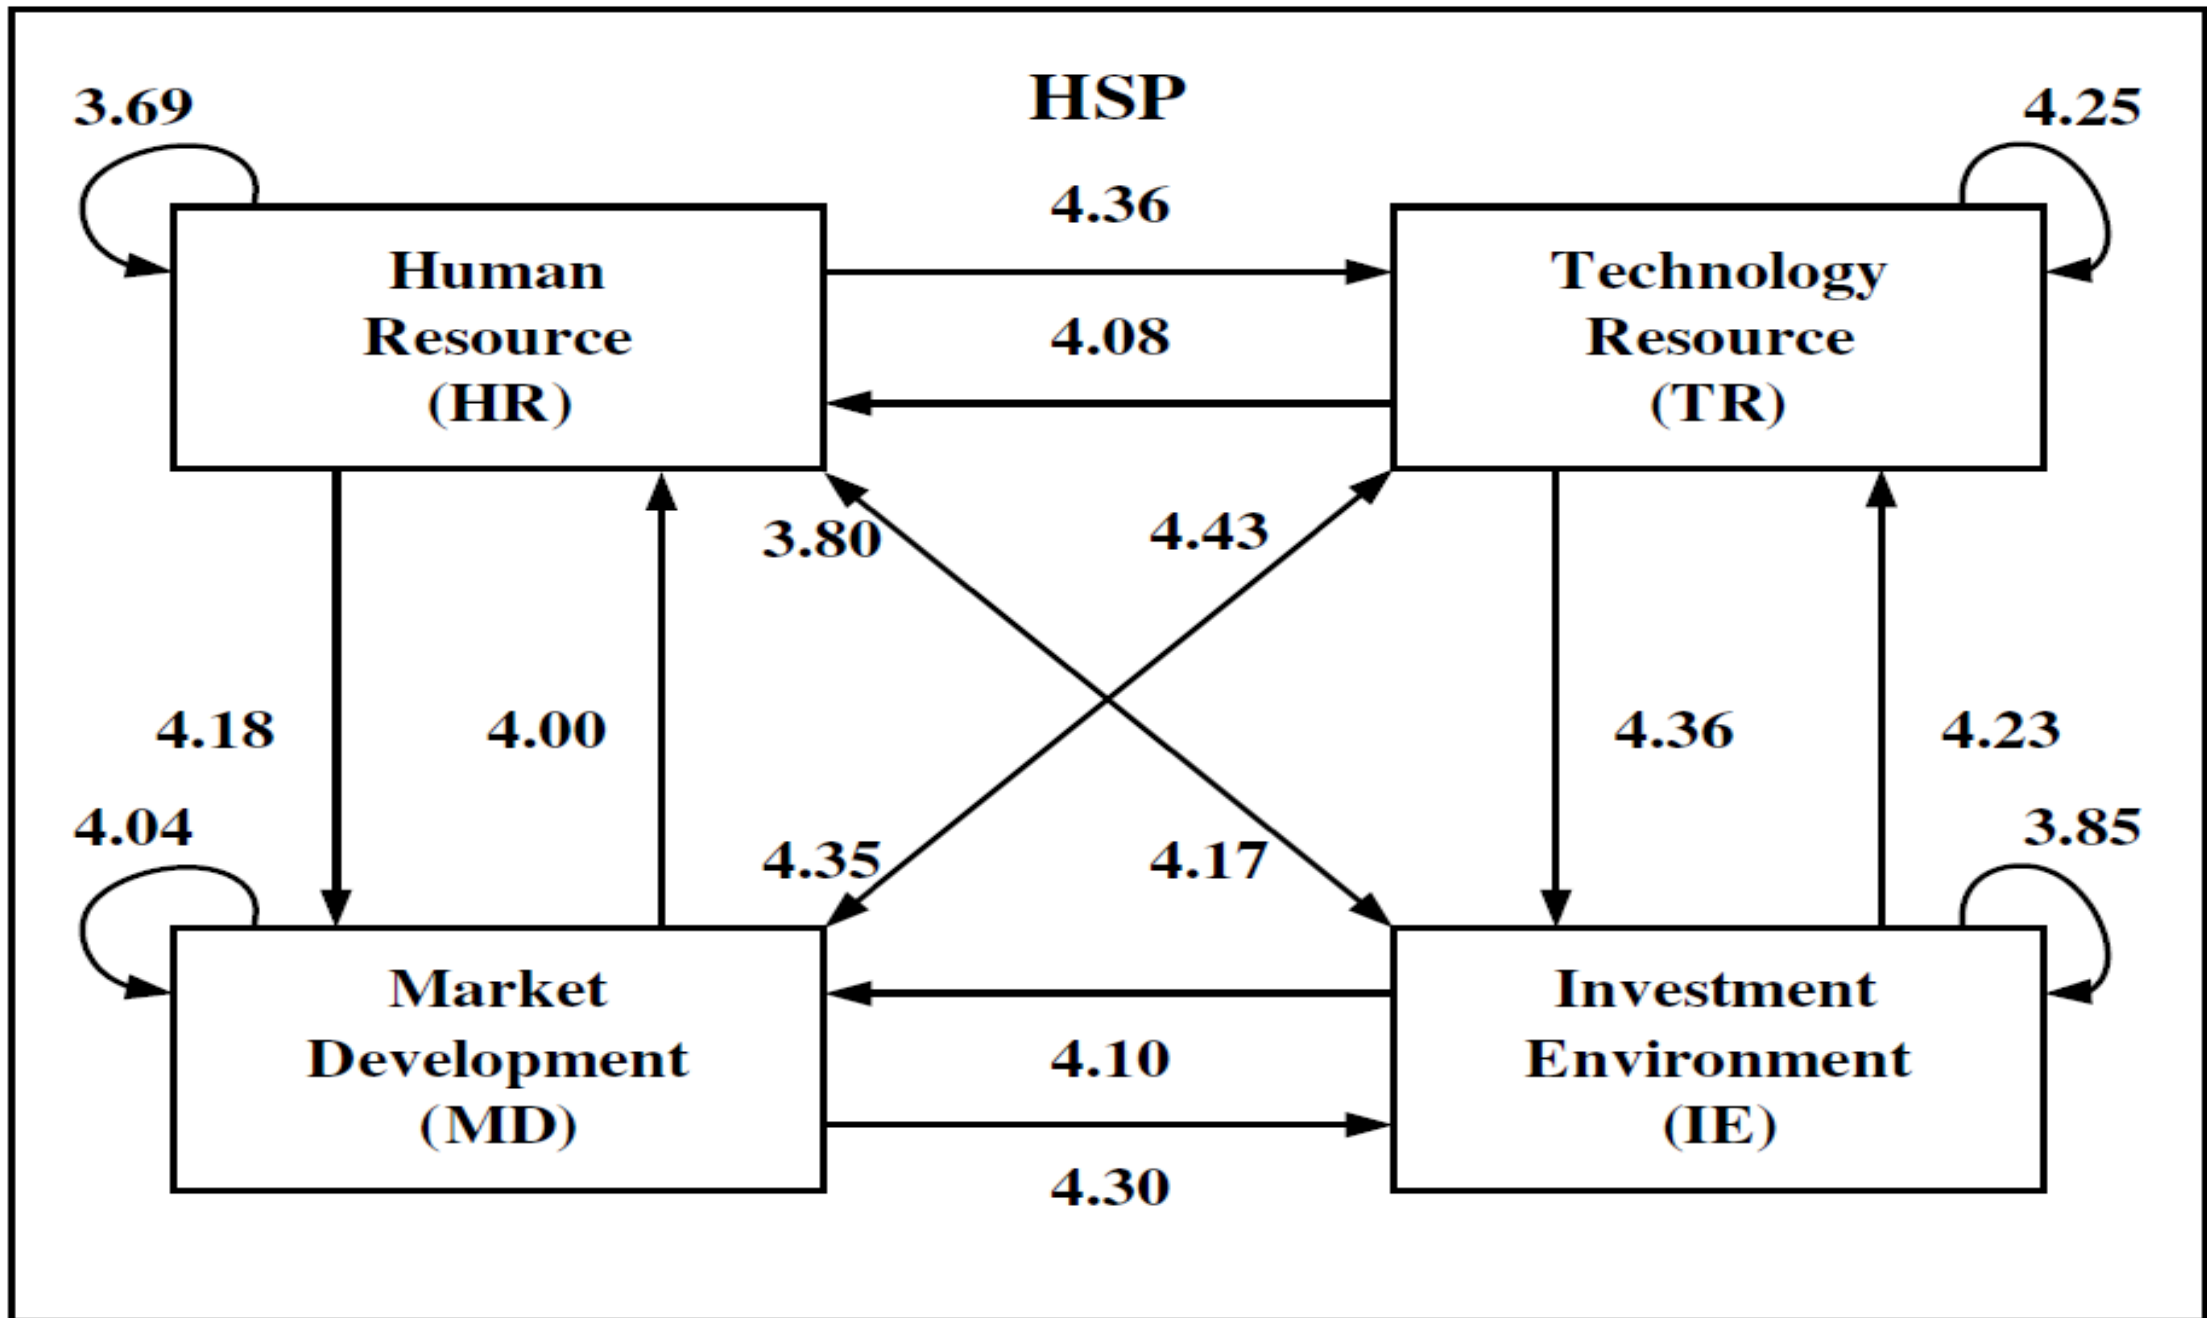 HSP
3.69
4.25
4.36
Human
Resource
(HR)
Technology
Resource
(TR)
4.08
3.80
4.43
4.18
4.00
4.36
4.23
4.04
4.35
4.17
3.85
Market
Development
(MD)
Investment
Environment
(IE)
4.10
4.30